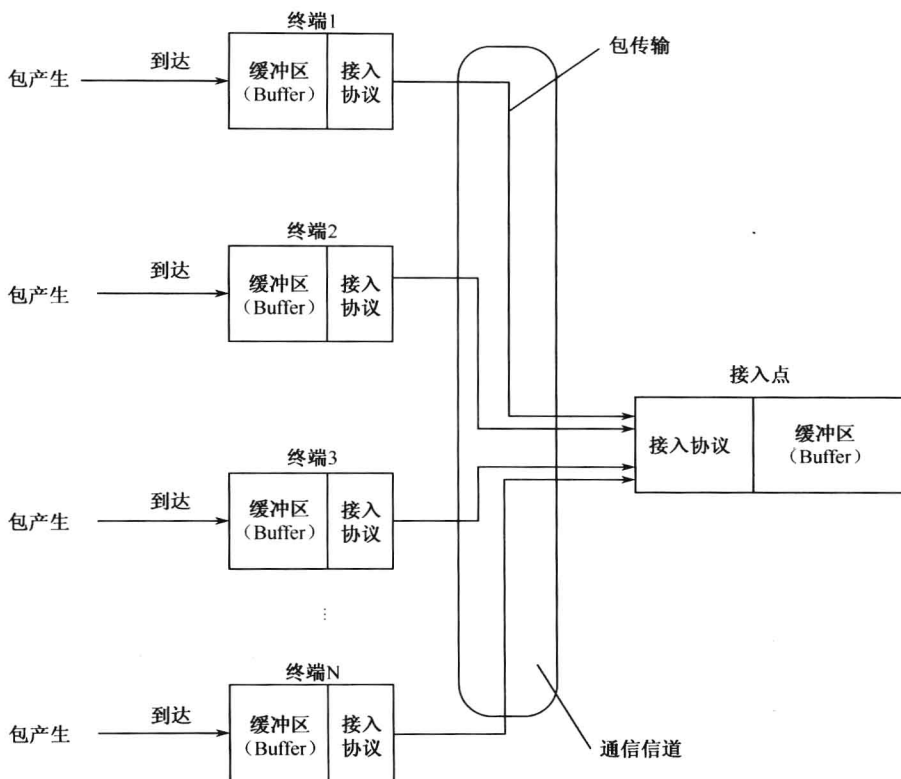 终端1
包产生
到达
缓冲区
（Buffer）
接入
协议
包传输
终端2
包产生
到达
缓冲区
（Buffer）
接入
协议
接入点
接入协议
缓冲区
（Buffer）
终端3
包产生
到达
缓冲区
（Buffer）
接入
协议
⋮
终端N
包产生
到达
缓冲区
（Buffer）
接入
协议
通信信道